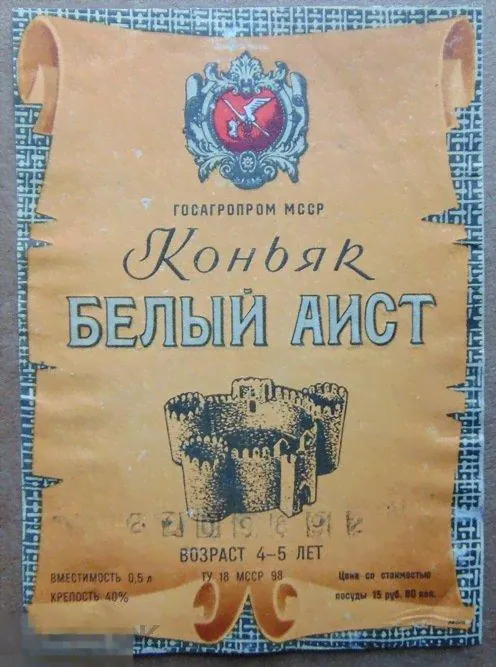 ГОСАГРОПРОМ МССР
Коньяк
БЕЛЫЙ АИСТ
ВОЗРАСТ 4-5 ЛЕТ
ВМЕСТИМОСТЬ 0,5 л
КРЕПОСТЬ 40%
ТУ 18 МССР 98
Цена со стоимостью
посуды 15 руб. 80 коп.